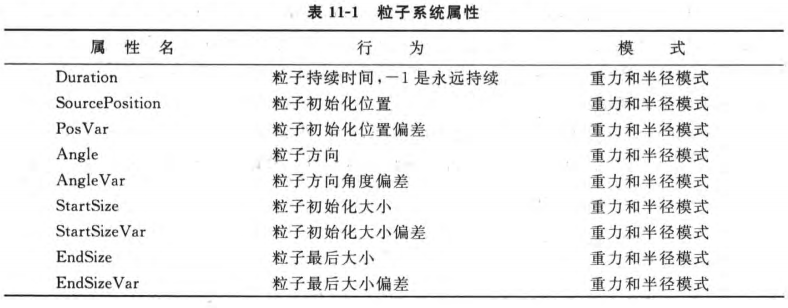 表 11-1 粒子系统属性
属 性 名 行 为 模 式
Duration 粒子持续时间,-1是永远持续 重力和半径模式
SourcePosition 粒子初始化位置 重力和半径模式
PosVar 粒子初始化位置偏差 重力和半径模式
Angle 粒子方向 重力和半径模式
AngleVar 粒子方向角度偏差 重力和半径模式
StartSize 粒子初始化大小 重力和半径模式
StartSizeVar 粒子初始化大小偏差 重力和半径模式
EndSize 粒子最后大小 重力和半径模式
EndSizeVar 粒子最后大小偏差 重力和半径模式